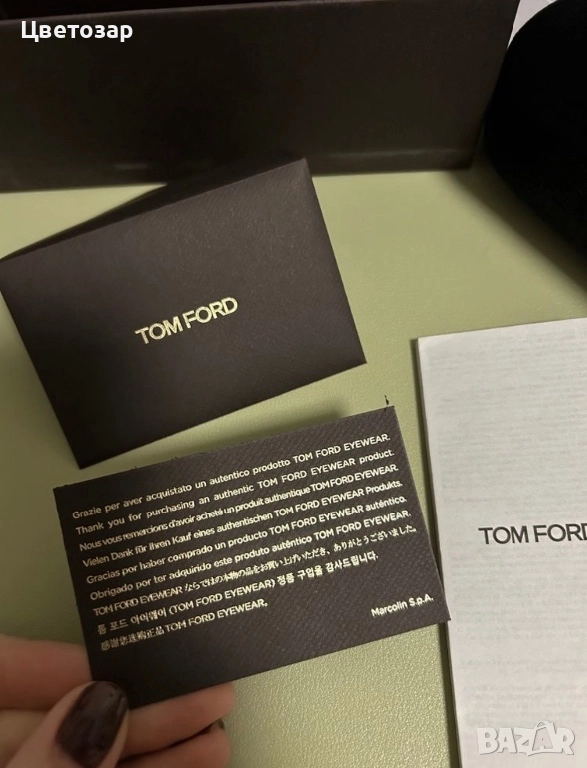 Цветозар
TOM FORD
Grazie per aver acquistato un autentico prodotto TOM FORD EYEWEAR.
Thank you for purchasing an authentic TOM FORD EYEWEAR product.
Nous vous remercions d'avoir acheté un produit authentique TOM FORD EYEWEAR.
Vielen Dank für Ihren Kauf eines authentischen TOM FORD EYEWEAR Produkts.
Gracias por haber comprado un producto TOM FORD EYEWEAR auténtico.
Obrigado por ter adquirido este produto autêntico TOM FORD EYEWEAR.
TOM FORD EYEWEAR ならではの本物の品をお買い上げいただき、ありがとうございました。
톰 포드 아이웨어 (TOM FORD EYEWEAR) 정품 구입을 감사드립니다.
感谢您选购正品 TOM FORD EYEWEAR。
Marcolin S.p.A.
TOM FORD
BAZAR